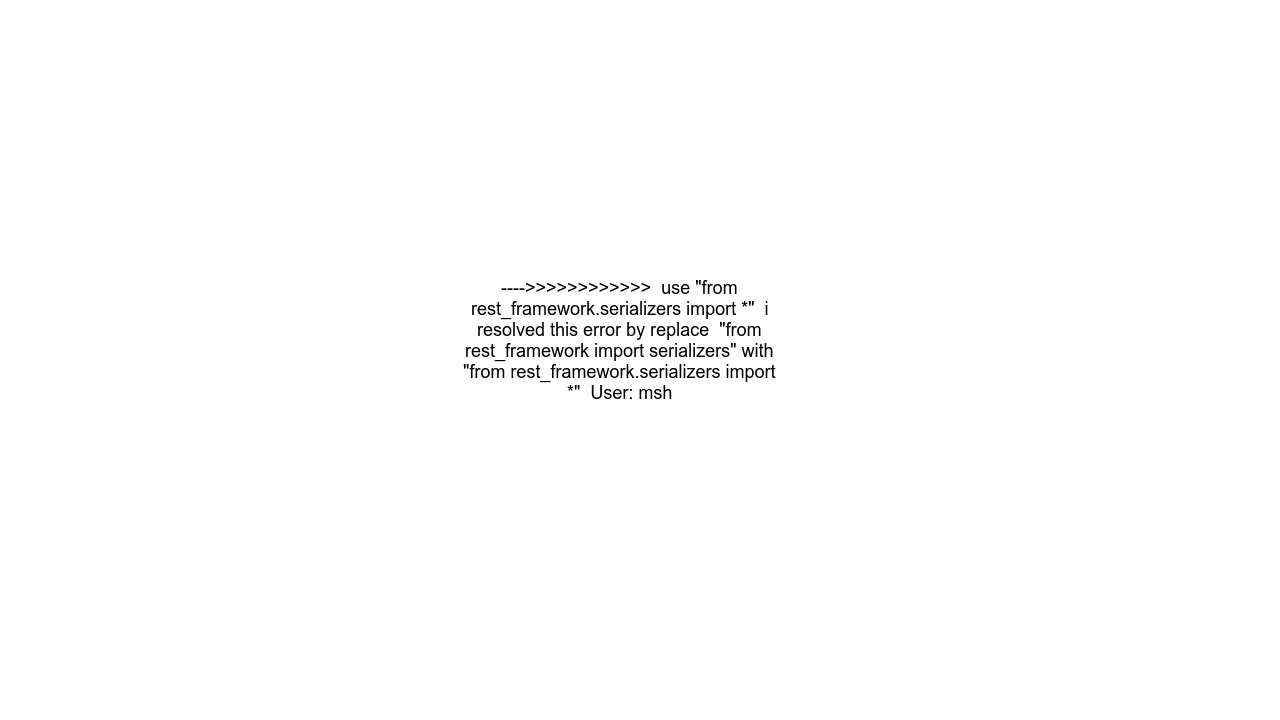 ---->>>>>>>>>>>>  use "from
rest_framework.serializers import *"  i
resolved this error by replace  "from
rest_framework import serializers" with
"from rest_framework.serializers import
*"  User: msh